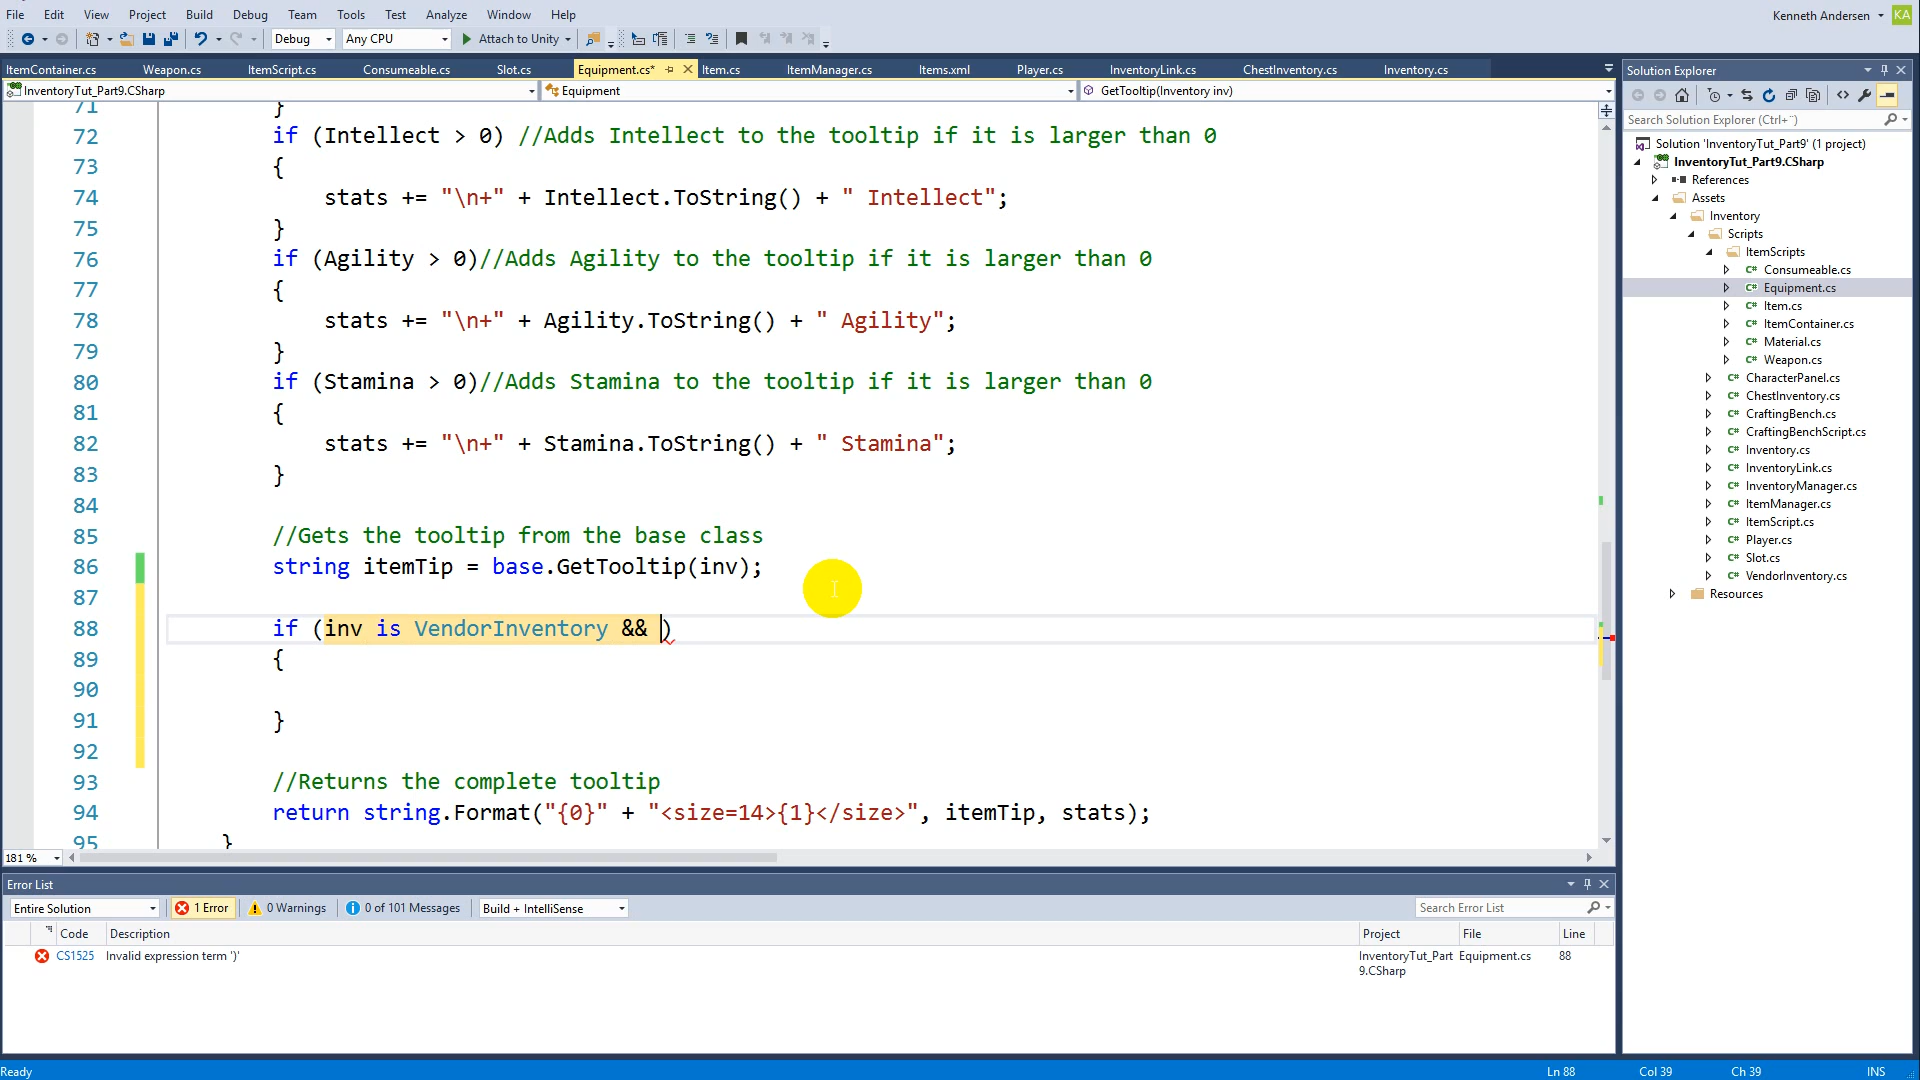 File Edit View Project Build Debug Team Tools Test Analyze Window Help
Kenneth Andersen KA
Debug Any CPU Attach to Unity
ItemContainer.cs Weapon.cs ItemScript.cs Consumeable.cs Slot.cs Equipment.cs* Item.cs ItemManager.cs Items.xml Player.cs InventoryLink.cs ChestInventory.cs Inventory.cs
InventoryTut_Part9.CSharp Equipment GetTooltip(Inventory inv)
71 }
72 if (Intellect > 0) //Adds Intellect to the tooltip if it is larger than 0
73 {
74 stats += "\n+" + Intellect.ToString() + " Intellect";
75 }
76 if (Agility > 0)//Adds Agility to the tooltip if it is larger than 0
77 {
78 stats += "\n+" + Agility.ToString() + " Agility";
79 }
80 if (Stamina > 0)//Adds Stamina to the tooltip if it is larger than 0
81 {
82 stats += "\n+" + Stamina.ToString() + " Stamina";
83 }
84
85 //Gets the tooltip from the base class
86 string itemTip = base.GetTooltip(inv);
87
88 if (inv is VendorInventory && )
89 {
90
91 }
92
93 //Returns the complete tooltip
94 return string.Format("{0}" + "<size=14>{1}</size>", itemTip, stats);
95 }
181 %
Solution Explorer
Search Solution Explorer (Ctrl+¨)
Solution 'InventoryTut_Part9' (1 project)
InventoryTut_Part9.CSharp
References
Assets
Inventory
Scripts
ItemScripts
Consumeable.cs
Equipment.cs
Item.cs
ItemContainer.cs
Material.cs
Weapon.cs
CharacterPanel.cs
ChestInventory.cs
CraftingBench.cs
CraftingBenchScript.cs
Inventory.cs
InventoryLink.cs
InventoryManager.cs
ItemManager.cs
ItemScript.cs
Player.cs
Slot.cs
VendorInventory.cs
Resources
Error List
Entire Solution 1 Error 0 Warnings 0 of 101 Messages Build + IntelliSense Search Error List
Code Description Project File Line
CS1525 Invalid expression term ')' InventoryTut_Part Equipment.cs 88
9.CSharp
Ready Ln 88 Col 39 Ch 39 INS